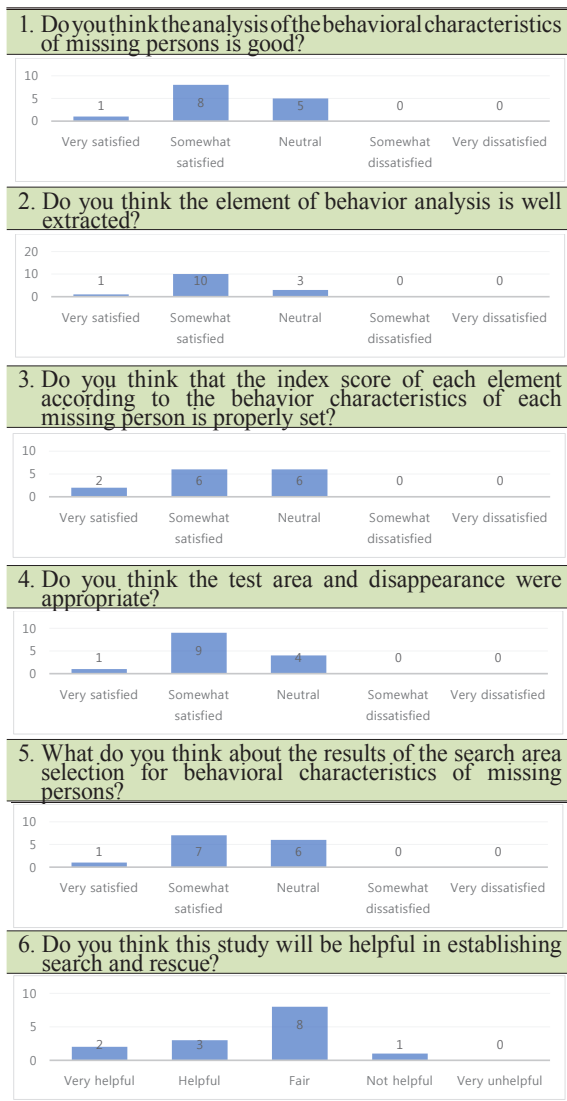 1. Do you think the analysis of the behavioral characteristics
of missing persons is good?
10
5
0
1
8
5
0
0
Very satisfied
Somewhat
satisfied
Neutral
Somewhat
dissatisfied
Very dissatisfied
2. Do you think the element of behavior analysis is well
extracted?
20
10
0
1
10
3
0
0
Very satisfied
Somewhat
satisfied
Neutral
Somewhat
dissatisfied
Very dissatisfied
3. Do you think that the index score of each element
according to the behavior characteristics of each
missing person is properly set?
10
5
0
2
6
6
0
0
Very satisfied
Somewhat
satisfied
Neutral
Somewhat
dissatisfied
Very dissatisfied
4. Do you think the test area and disappearance were
appropriate?
10
5
0
1
9
4
0
0
Very satisfied
Somewhat
satisfied
Neutral
Somewhat
dissatisfied
Very dissatisfied
5. What do you think about the results of the search area
selection for behavioral characteristics of missing
persons?
10
5
0
1
7
6
0
0
Very satisfied
Somewhat
satisfied
Neutral
Somewhat
dissatisfied
Very dissatisfied
6. Do you think this study will be helpful in establishing
search and rescue?
10
5
0
2
3
8
1
0
Very helpful
Helpful
Fair
Not helpful
Very unhelpful